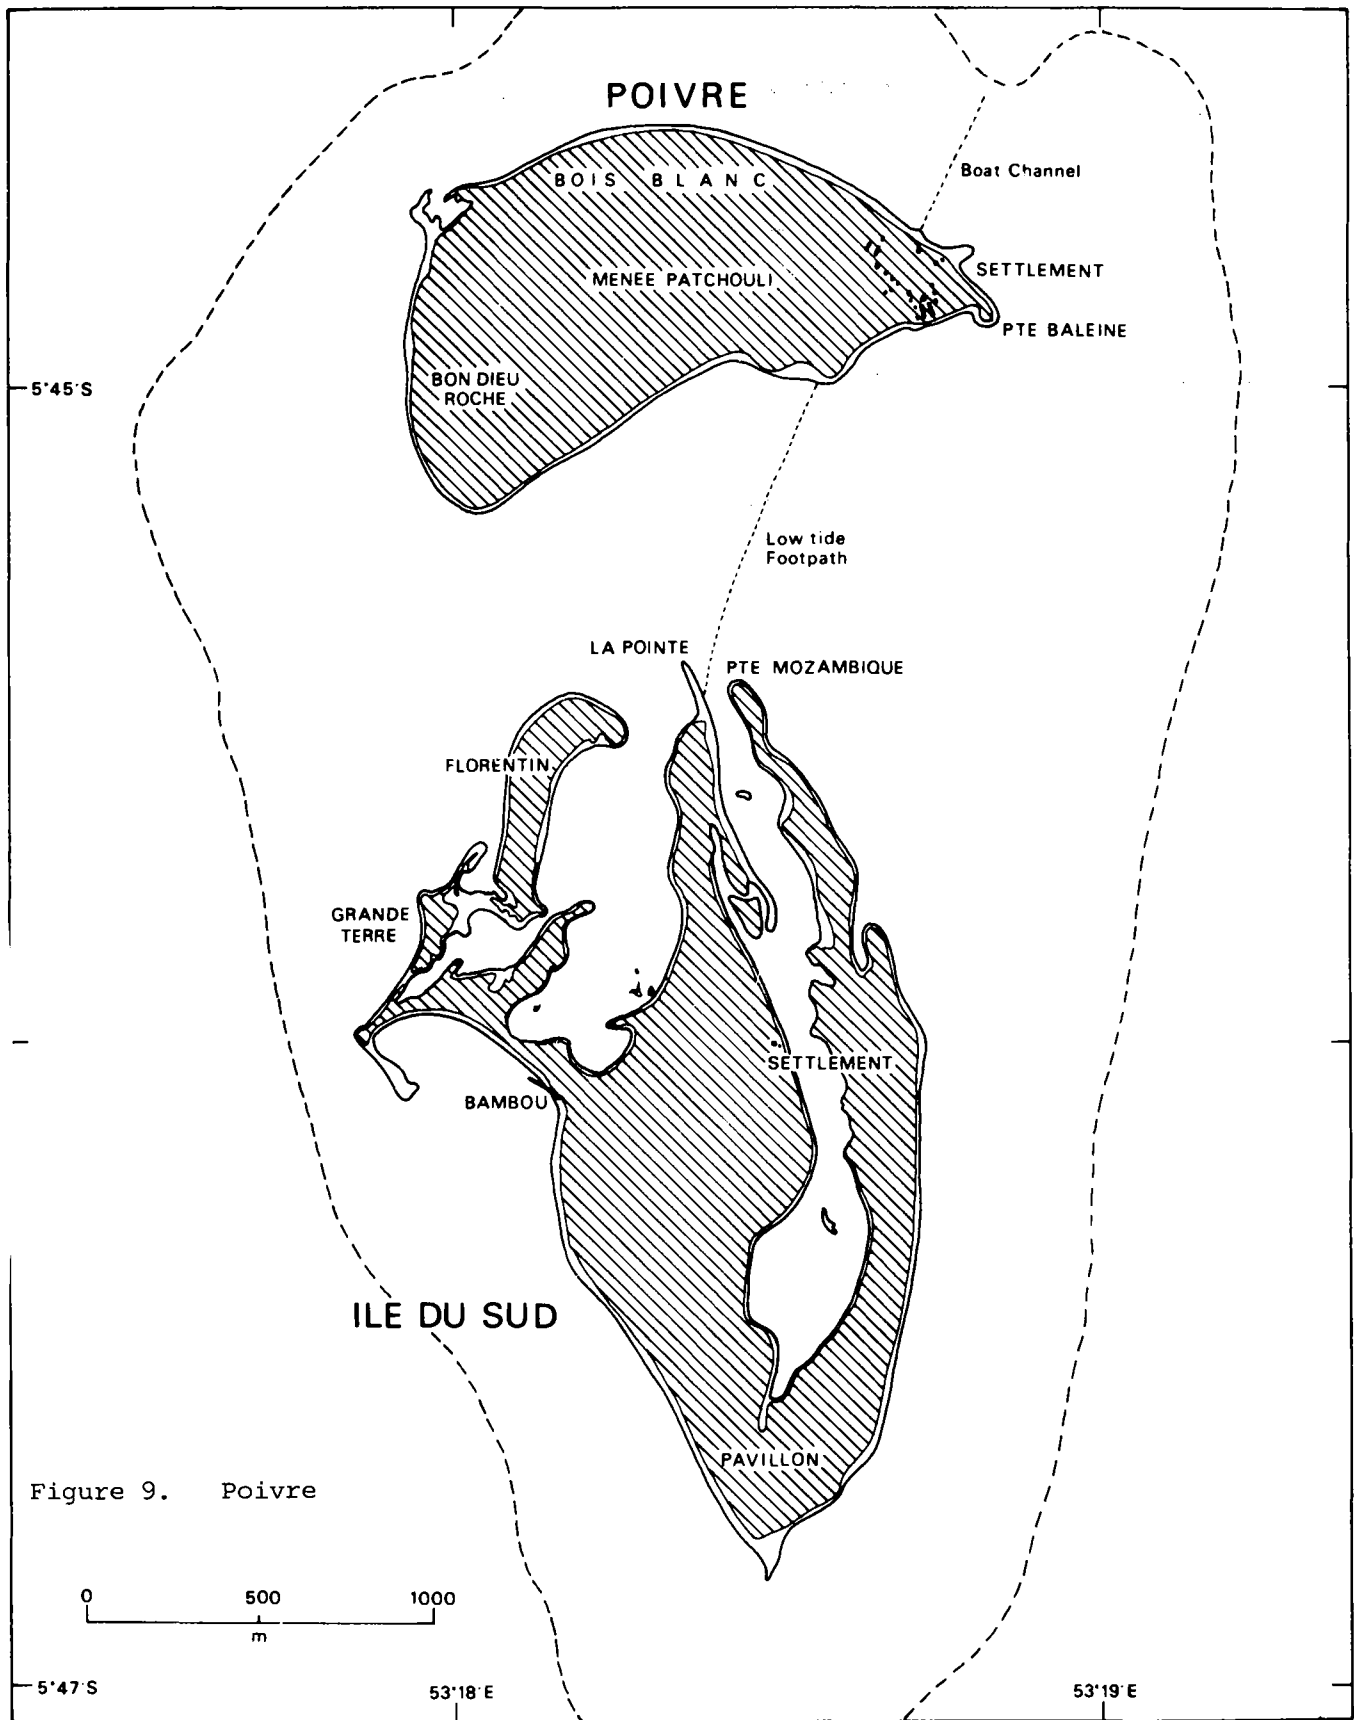 POIVRE
Boat Channel
BOIS BLANC
SETTLEMENT
MENEE PATCHOULI
PTE BALEINE
5°45'S
BON DIEU
ROCHE
Low tide
Footpath
LA POINTE
PTE MOZAMBIQUE
FLORENTIN
GRANDE
TERRE
SETTLEMENT
BAMBOU
ILE DU SUD
PAVILLON
Figure 9. Poivre
0 500 1000
m
5°47'S
53°18'E
53°19'E